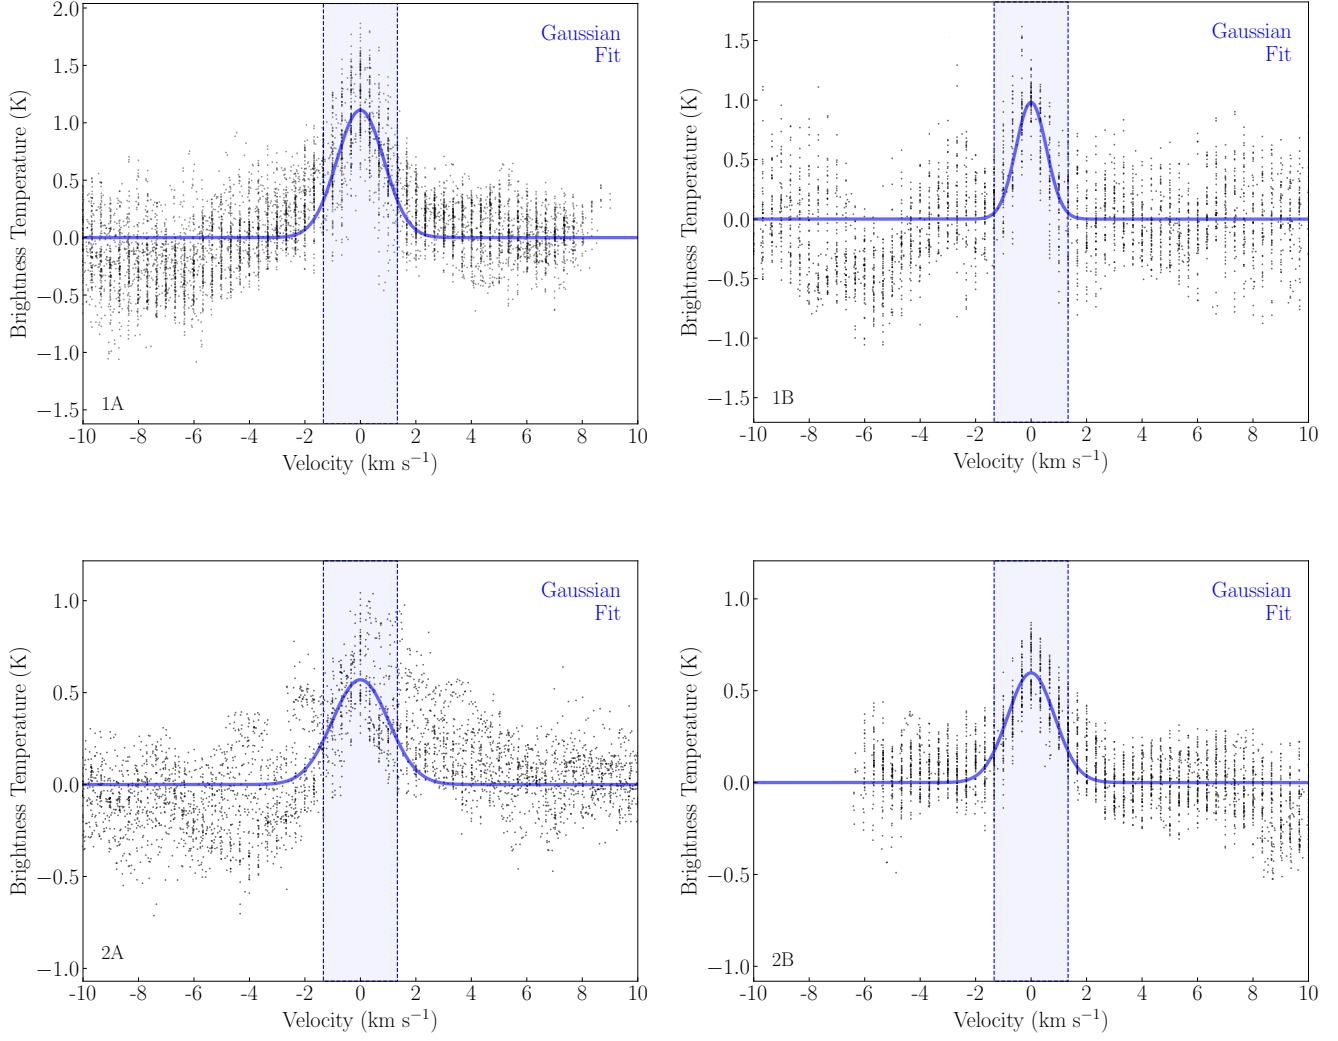 2.0
1.5
1.0
0.5
0.0
−0.5
−1.0
−1.5
Brightness Temperature (K)
Gaussian
Fit
1A
-10 -8 -6 -4 -2 0 2 4 6 8 10
Velocity (km s⁻¹)
1.5
1.0
0.5
0.0
−0.5
−1.0
−1.5
Brightness Temperature (K)
Gaussian
Fit
1B
-10 -8 -6 -4 -2 0 2 4 6 8 10
Velocity (km s⁻¹)
1.0
0.5
0.0
−0.5
−1.0
Brightness Temperature (K)
Gaussian
Fit
2A
-10 -8 -6 -4 -2 0 2 4 6 8 10
Velocity (km s⁻¹)
1.0
0.5
0.0
−0.5
−1.0
Brightness Temperature (K)
Gaussian
Fit
2B
-10 -8 -6 -4 -2 0 2 4 6 8 10
Velocity (km s⁻¹)